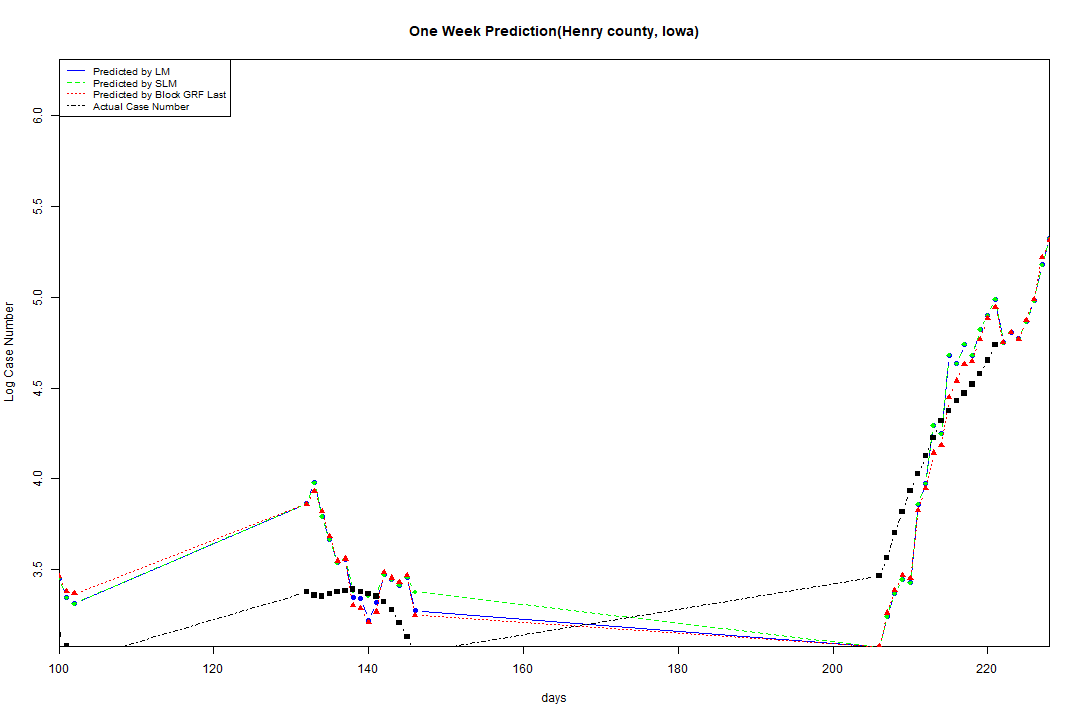 One Week Prediction(Henry county, Iowa)
Predicted by LM
Predicted by SLM
Predicted by Block GRF Last
Actual Case Number
6.0
5.5
5.0
4.5
4.0
3.5
Log Case Number
100 120 140 160 180 200 220
days